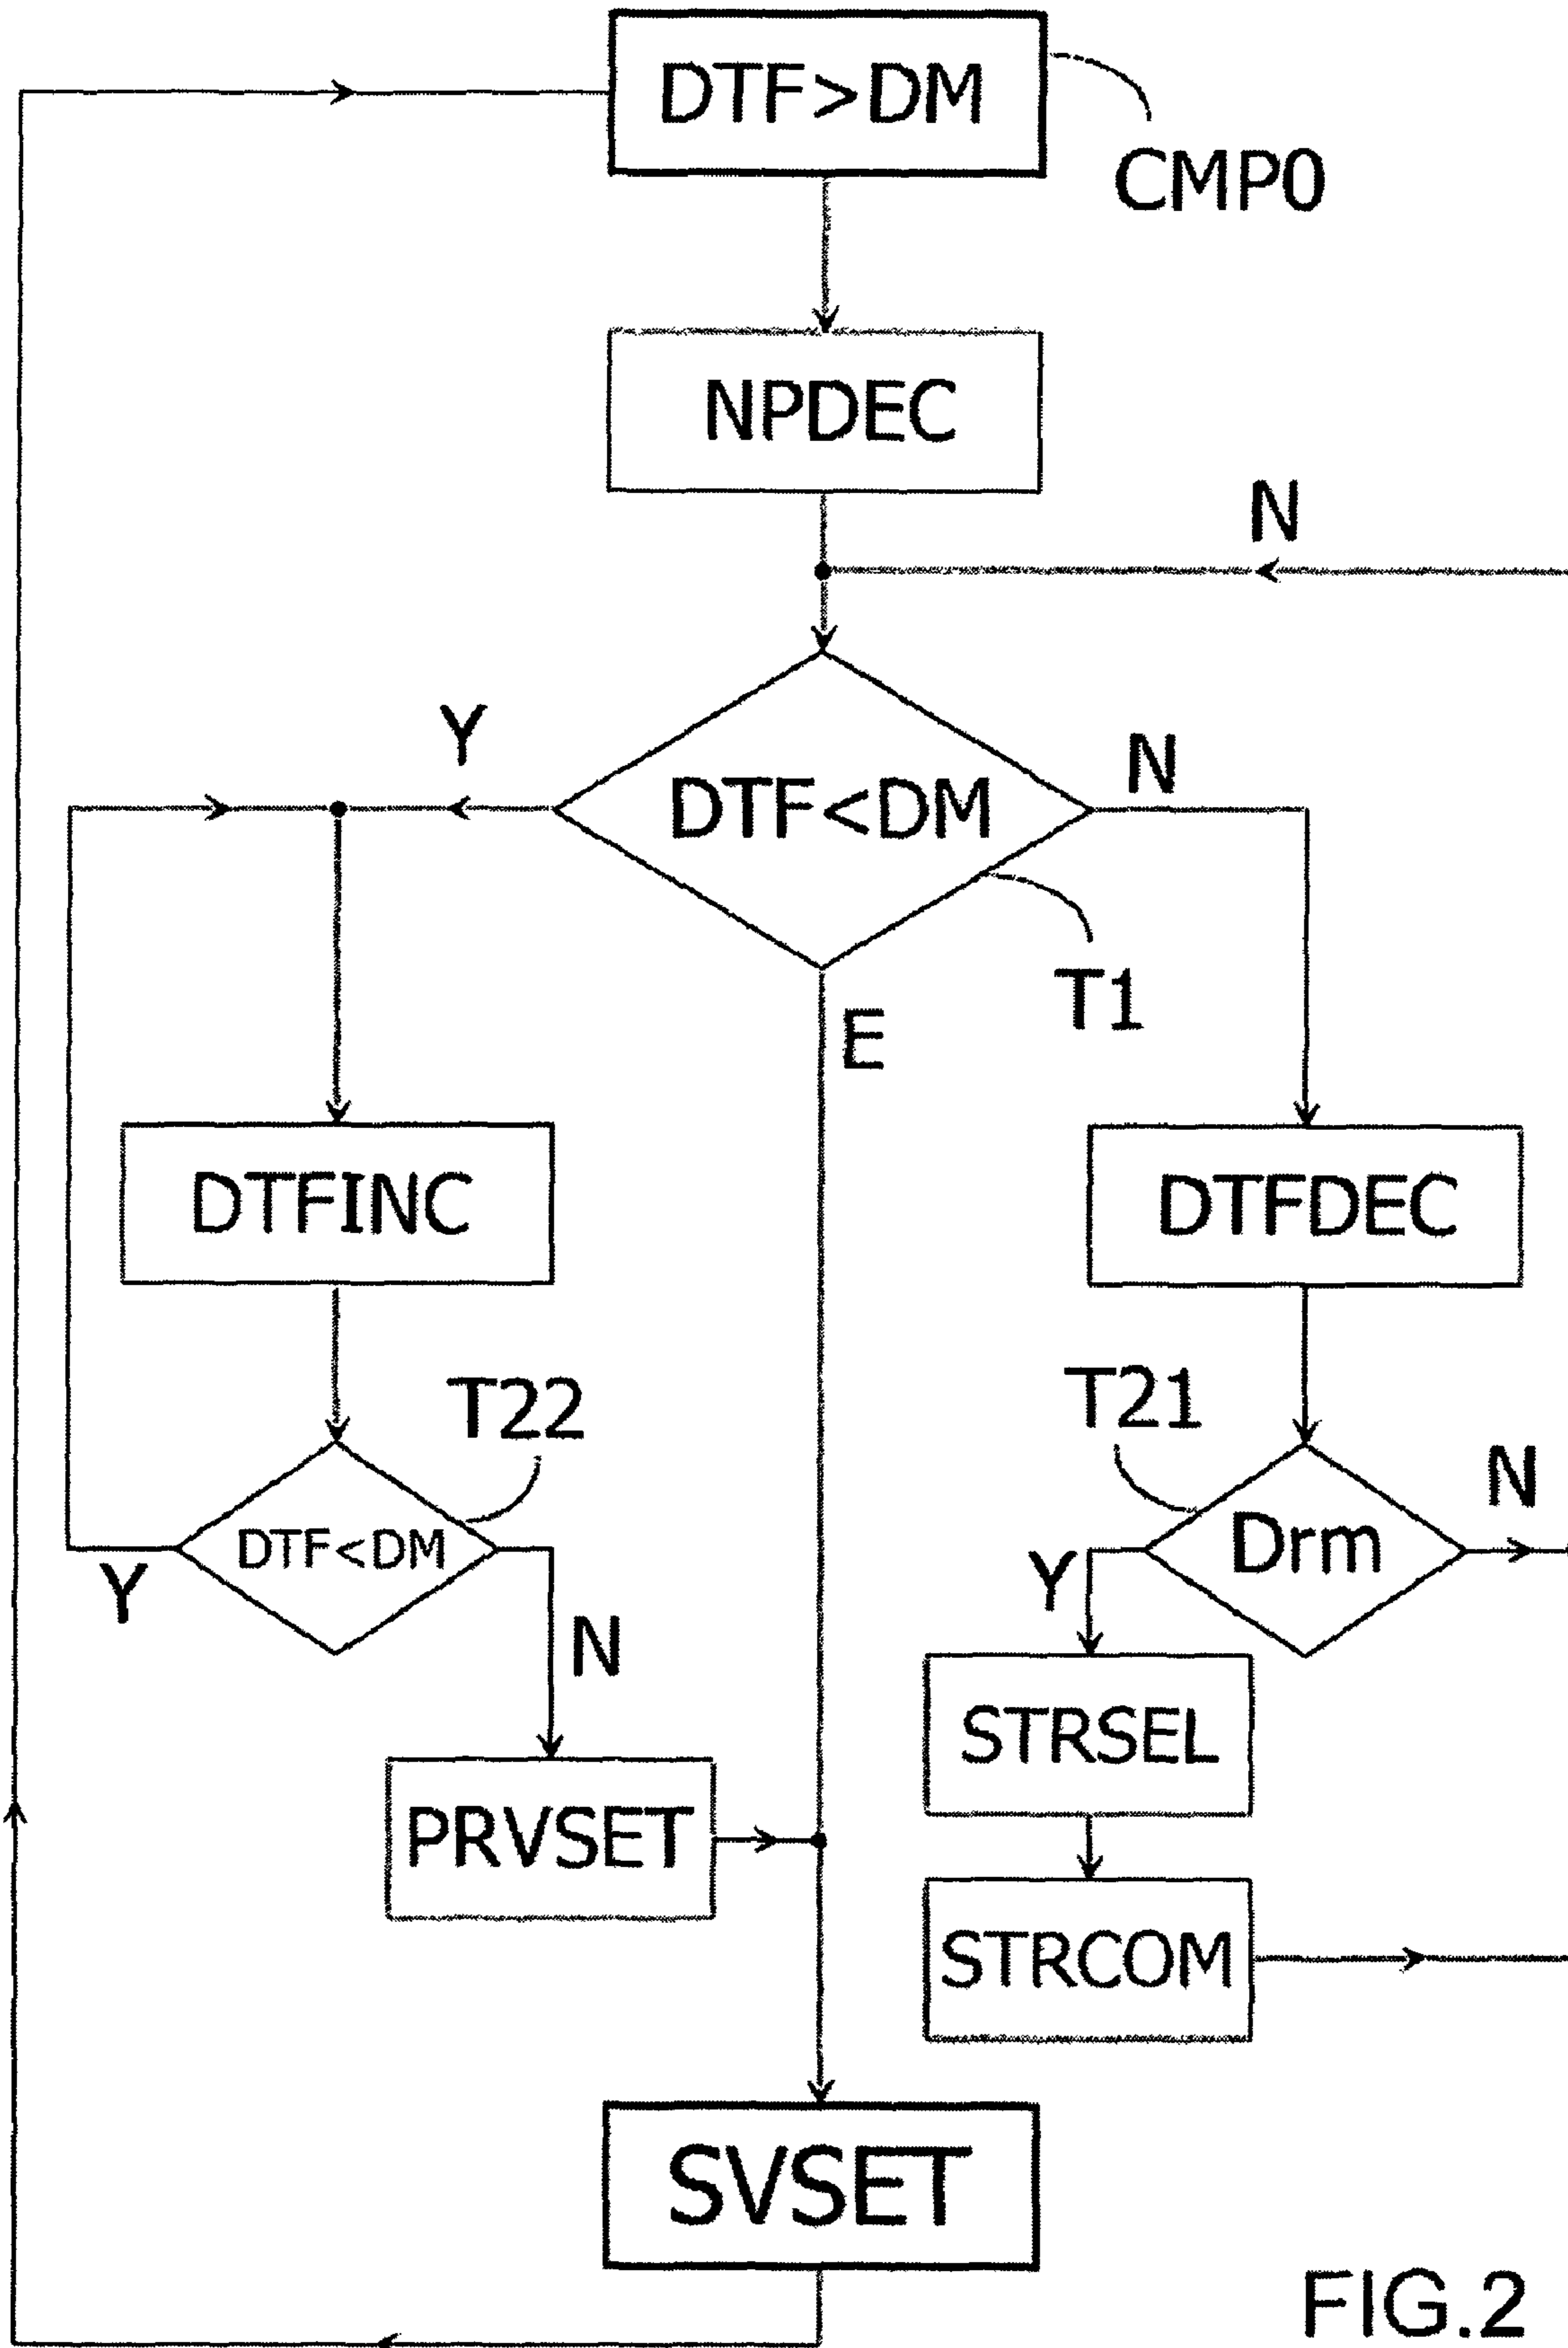 DTF>DM
CMP0
NPDEC
N
Y
DTF<DM
N
T1
E
DTFINC
DTFDEC
T22
T21
DTF<DM
Y
N
Drm
Y
N
STRSEL
PRVSET
STRCOM
SVSET
FIG.2